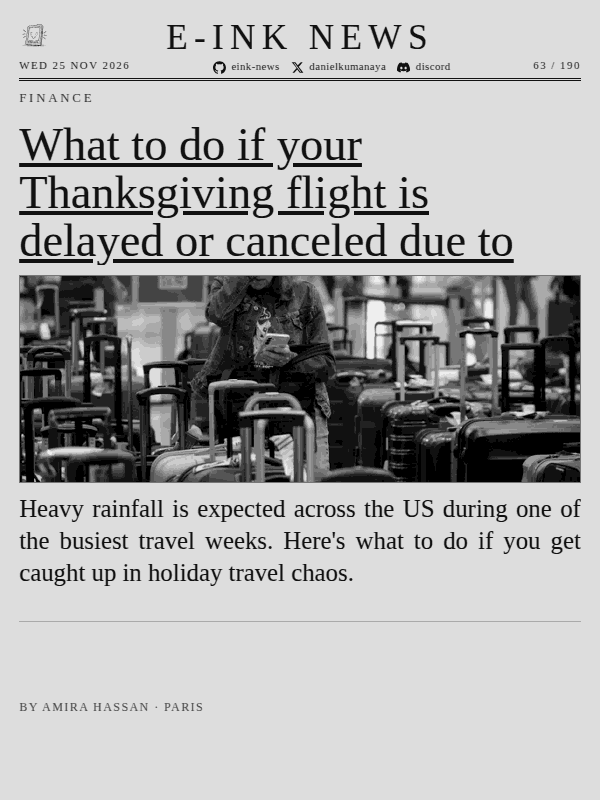 E-INK NEWS
WED 25 NOV 2026
eink-news
danielkumanaya
discord
63 / 190
FINANCE
What to do if your
Thanksgiving flight is
delayed or canceled due to
Heavy rainfall is expected across the US during one of
the busiest travel weeks. Here's what to do if you get
caught up in holiday travel chaos.
BY AMIRA HASSAN · PARIS